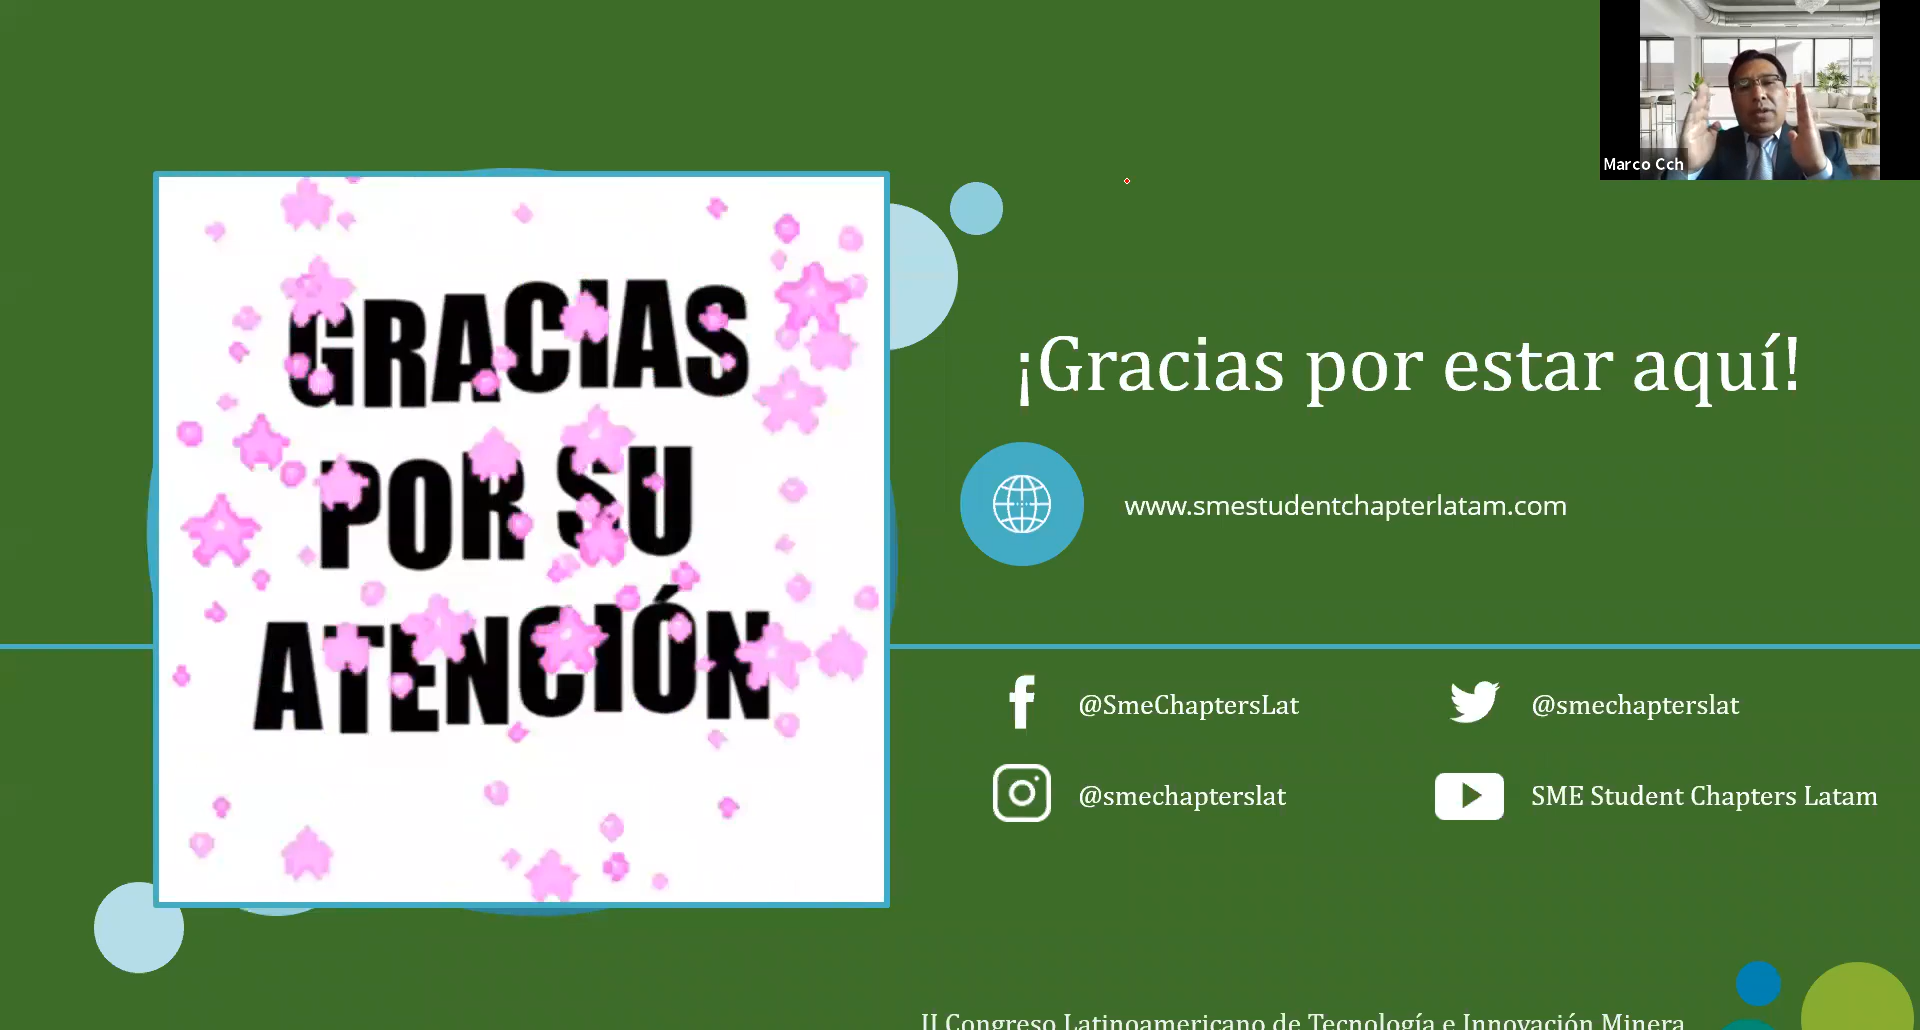 Marco Cch
GRACIAS
POR SU
ATENCIÓN
¡Gracias por estar aquí!
www.smestudentchapterlatam.com
@SmeChaptersLat
@smechapterslat
@smechapterslat
SME Student Chapters Latam
II Congreso Latinoamericano de Tecnología e Innovación Minera